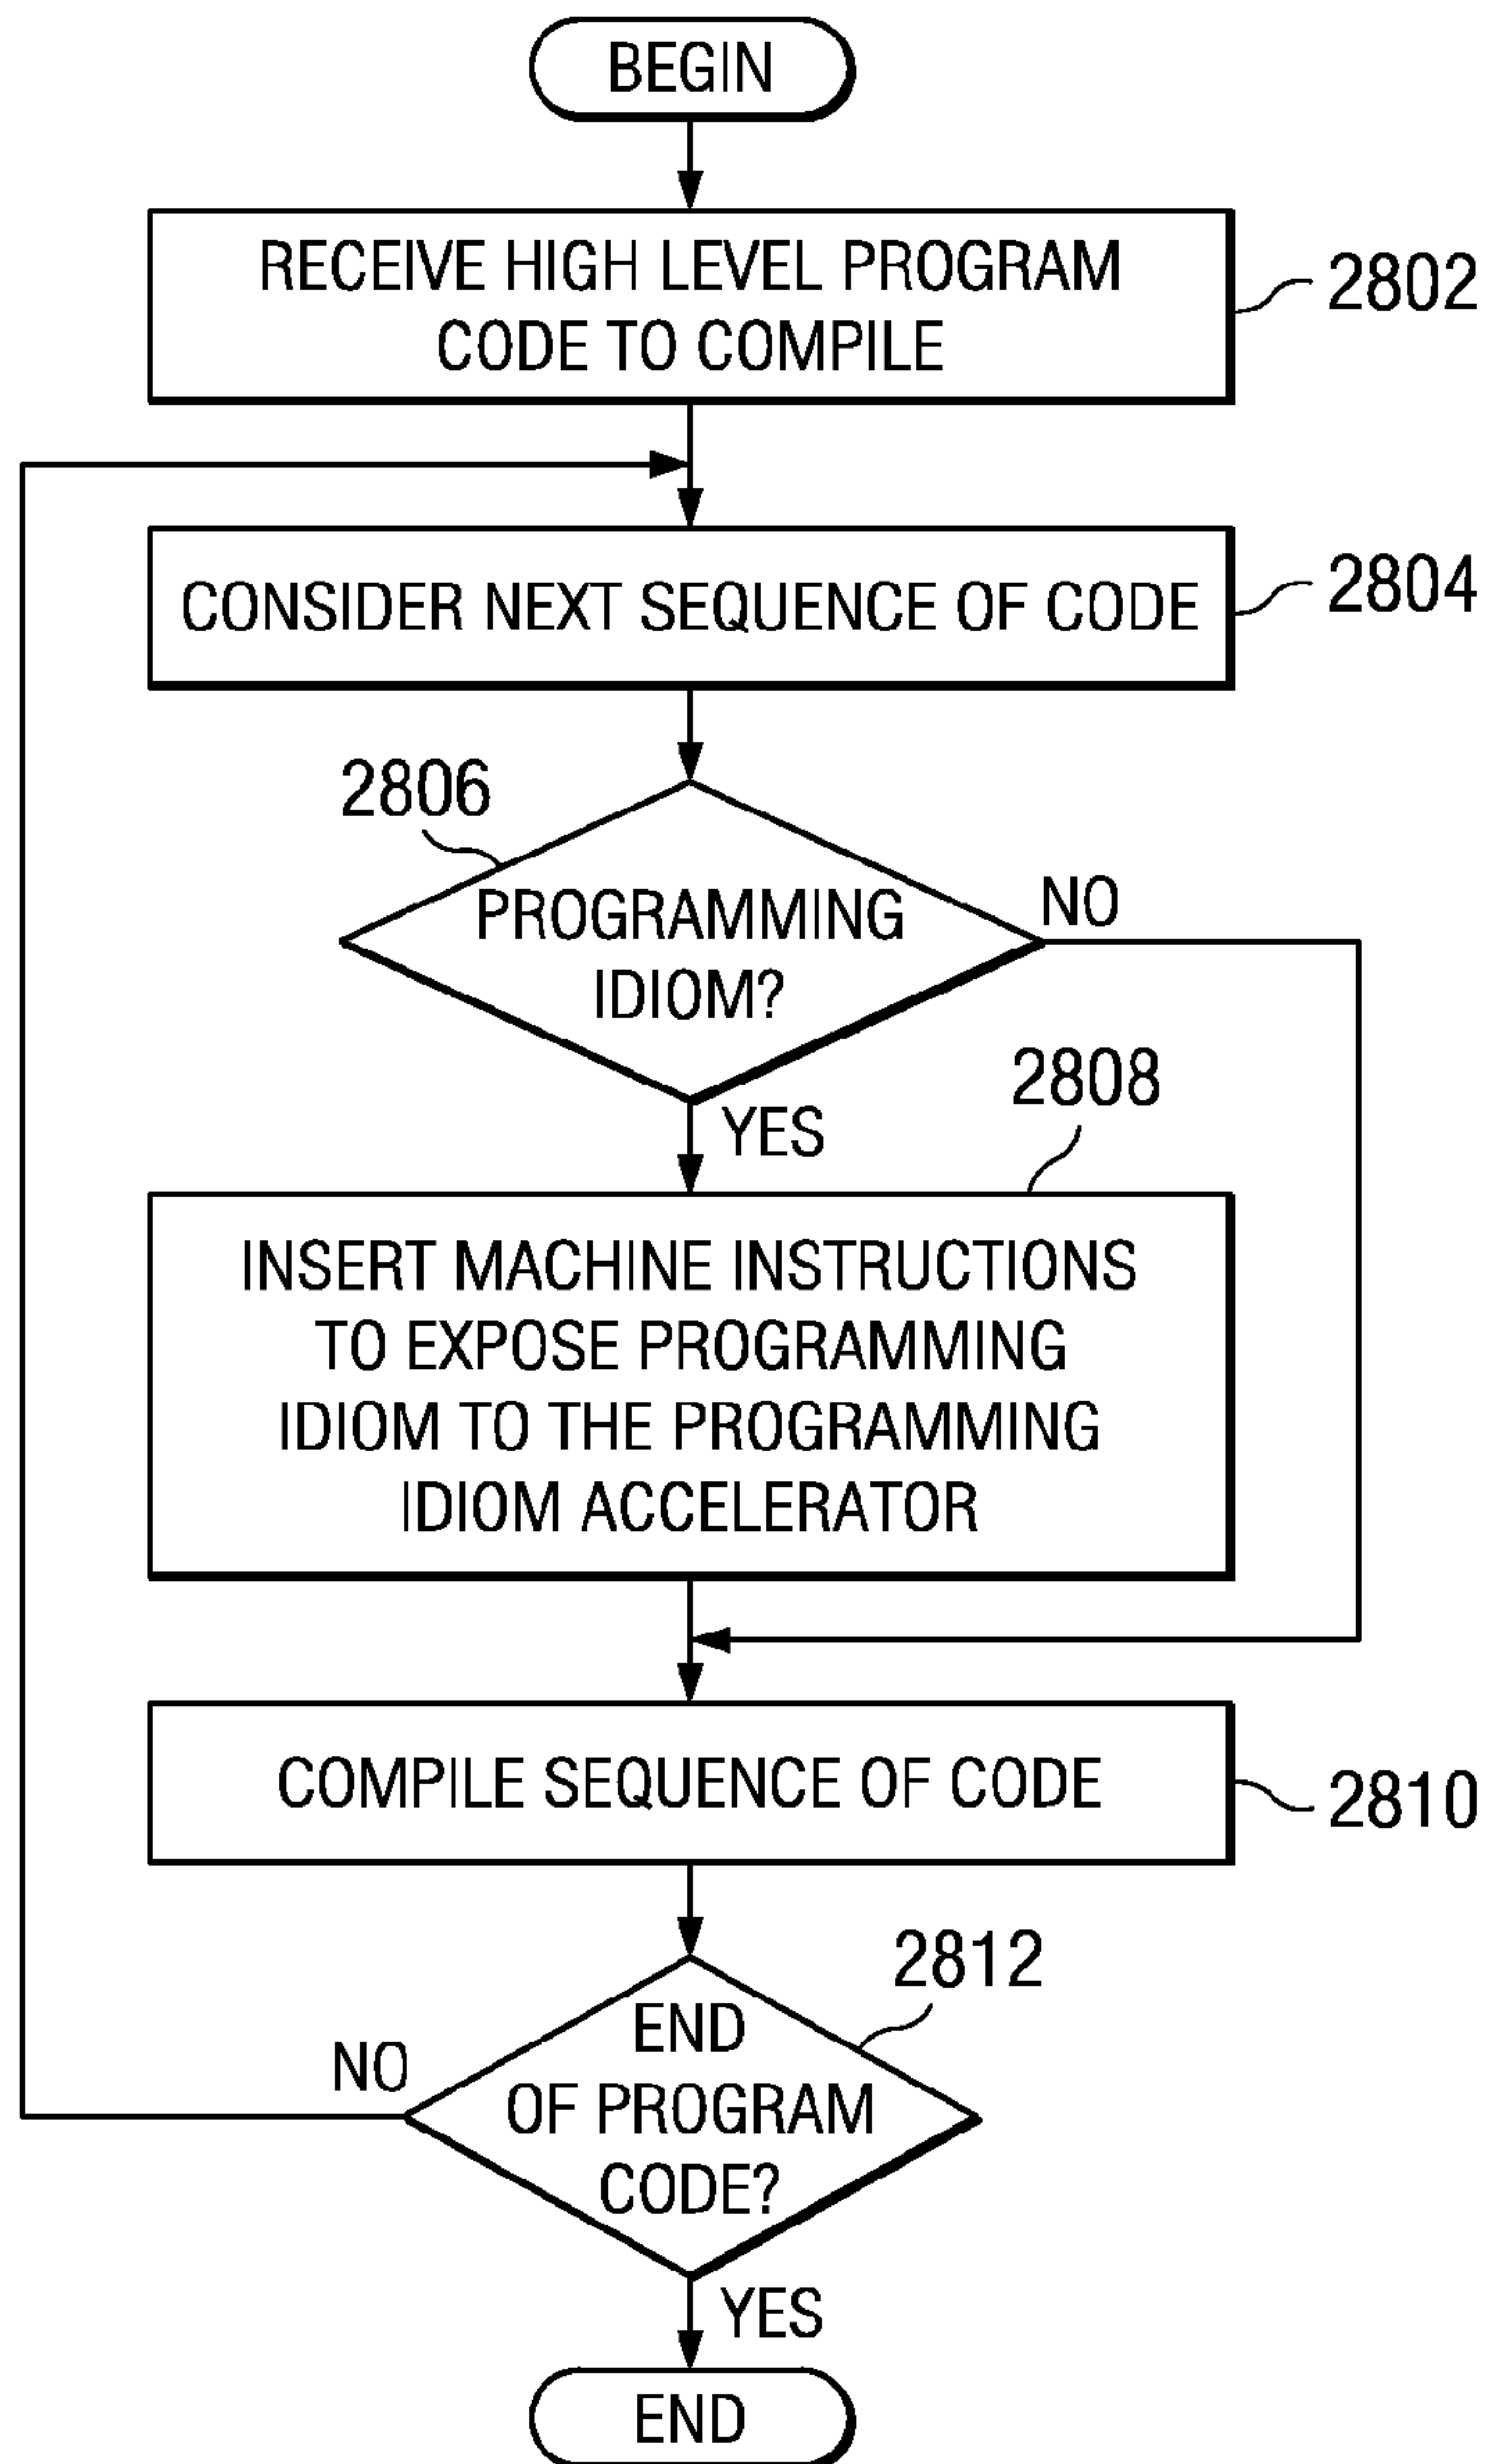 BEGIN
RECEIVE HIGH LEVEL PROGRAM
CODE TO COMPILE
2802
CONSIDER NEXT SEQUENCE OF CODE
2804
2806
PROGRAMMING
IDIOM?
NO
YES
2808
INSERT MACHINE INSTRUCTIONS
TO EXPOSE PROGRAMMING
IDIOM TO THE PROGRAMMING
IDIOM ACCELERATOR
COMPILE SEQUENCE OF CODE
2810
2812
END
OF PROGRAM
CODE?
NO
YES
END